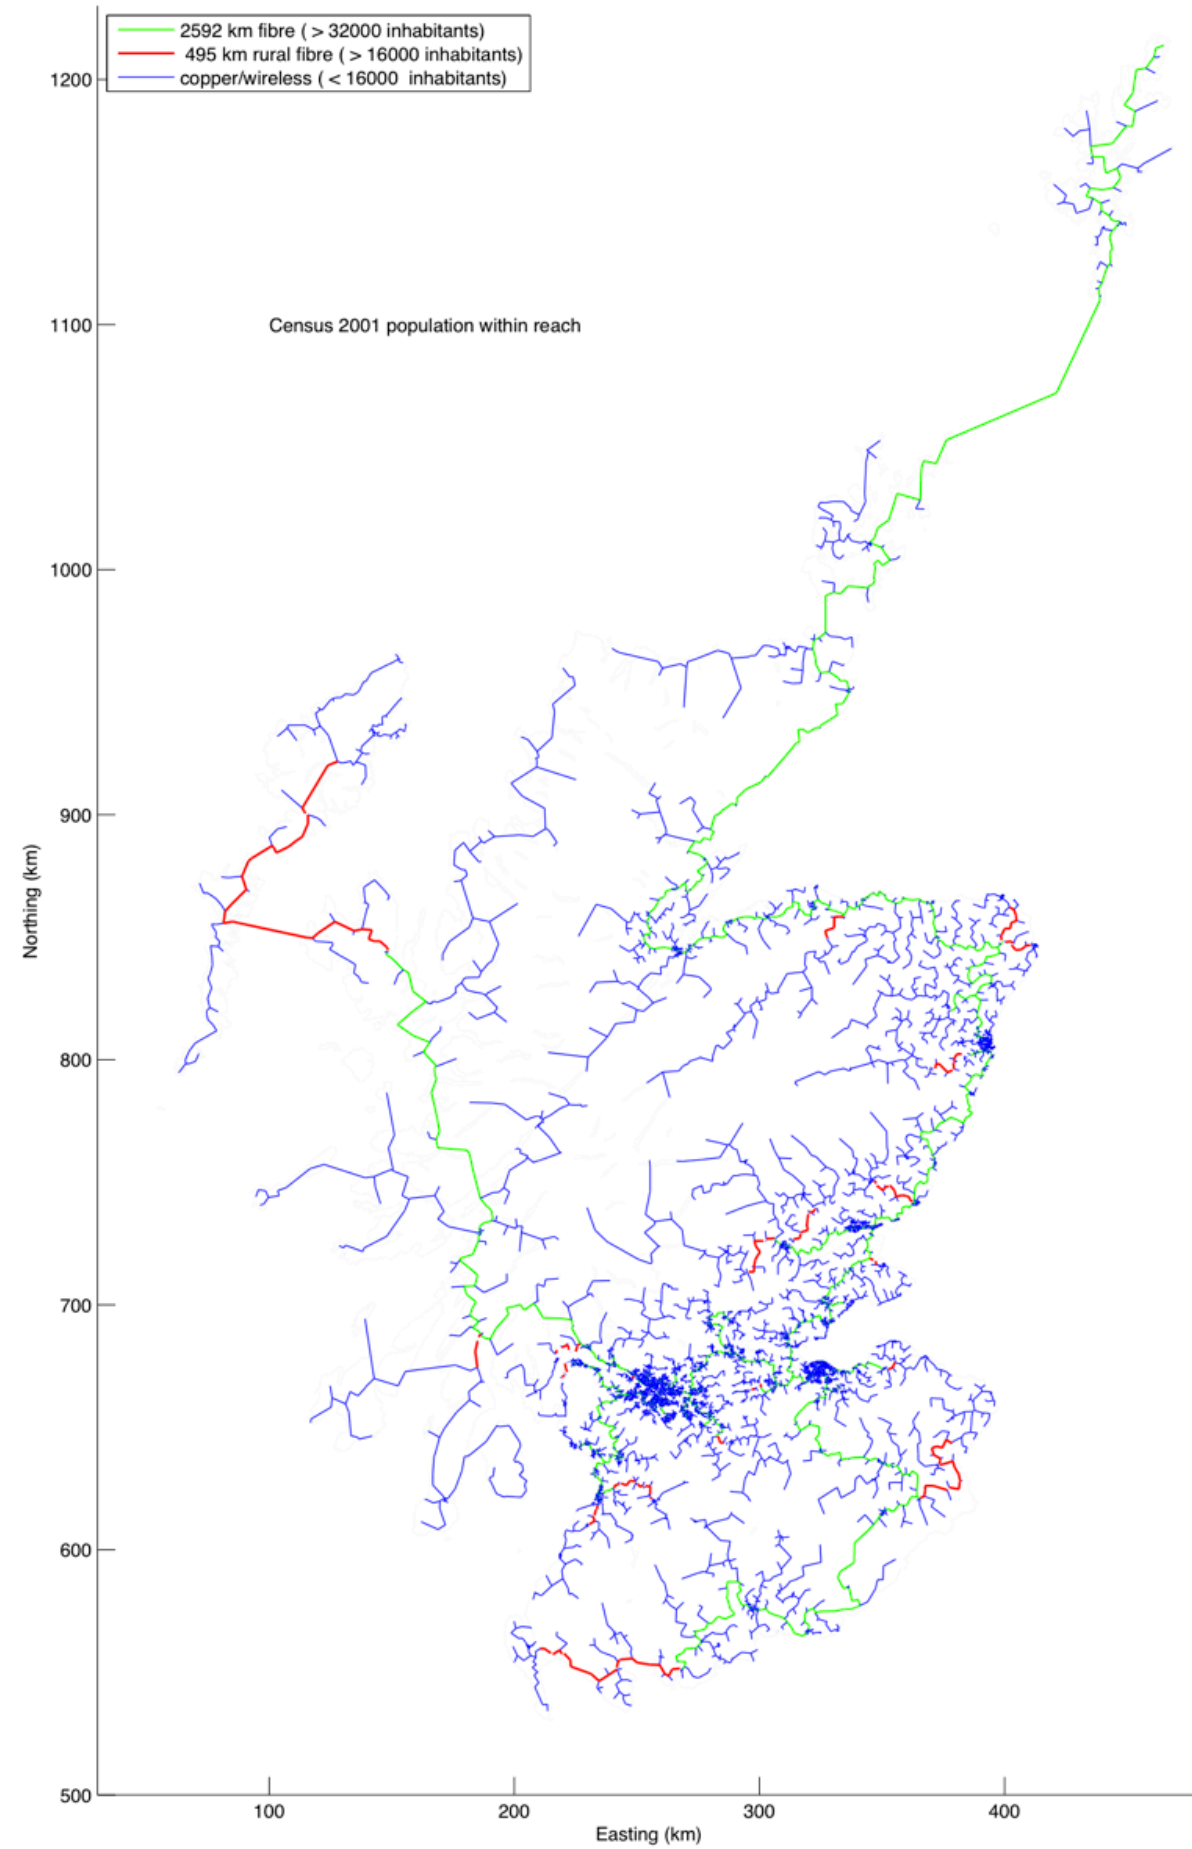 2592 km fibre ( > 32000 inhabitants)
495 km rural fibre ( > 16000 inhabitants)
copper/wireless ( < 16000 inhabitants)
1200
Census 2001 population within reach
1100
1000
900
Northing (km)
800
700
600
500
100 200 300 400
Easting (km)